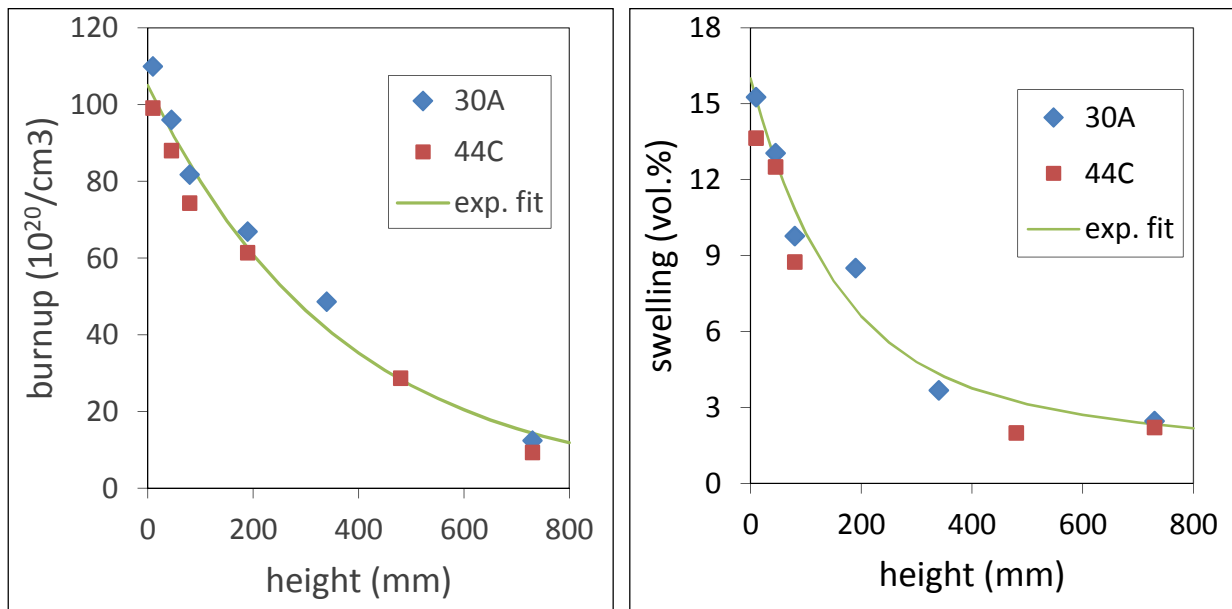 burnup (10²⁰/cm3)
120
100
80
60
40
20
0
30A
44C
exp. fit
0 200 400 600 800
height (mm)
swelling (vol.%)
18
15
12
9
6
3
0
30A
44C
exp. fit
0 200 400 600 800
height (mm)